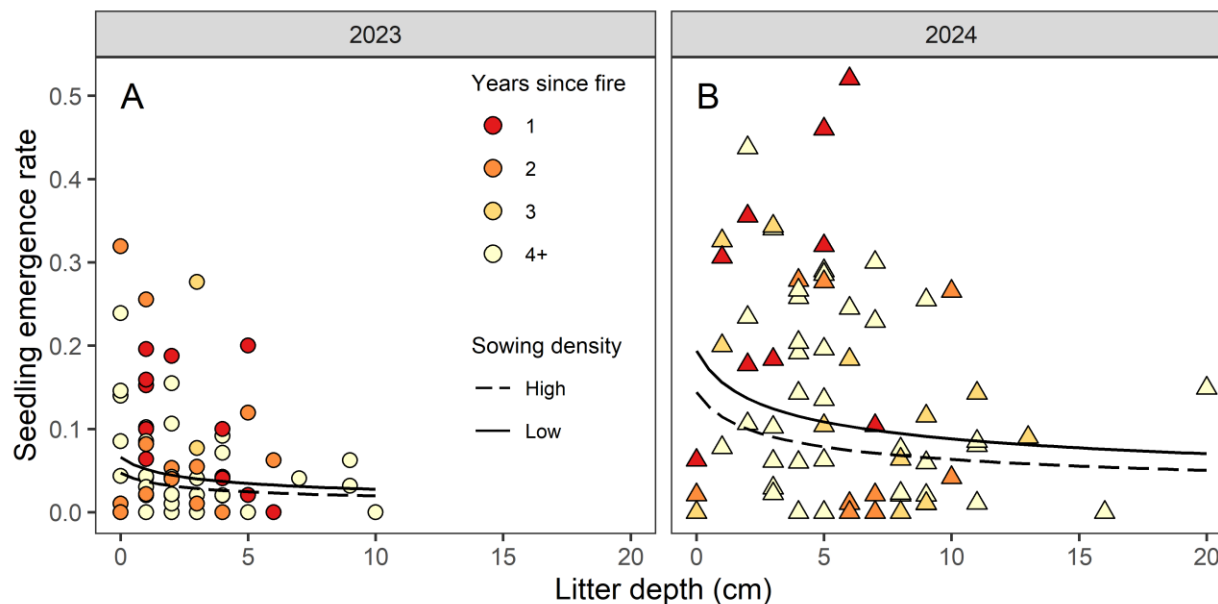 2023
2024
A
B
Years since fire
1
2
3
4+
Sowing density
High
Low
Seedling emergence rate
0.5
0.4
0.3
0.2
0.1
0.0
0 5 10 15 20
0 5 10 15 20
Litter depth (cm)